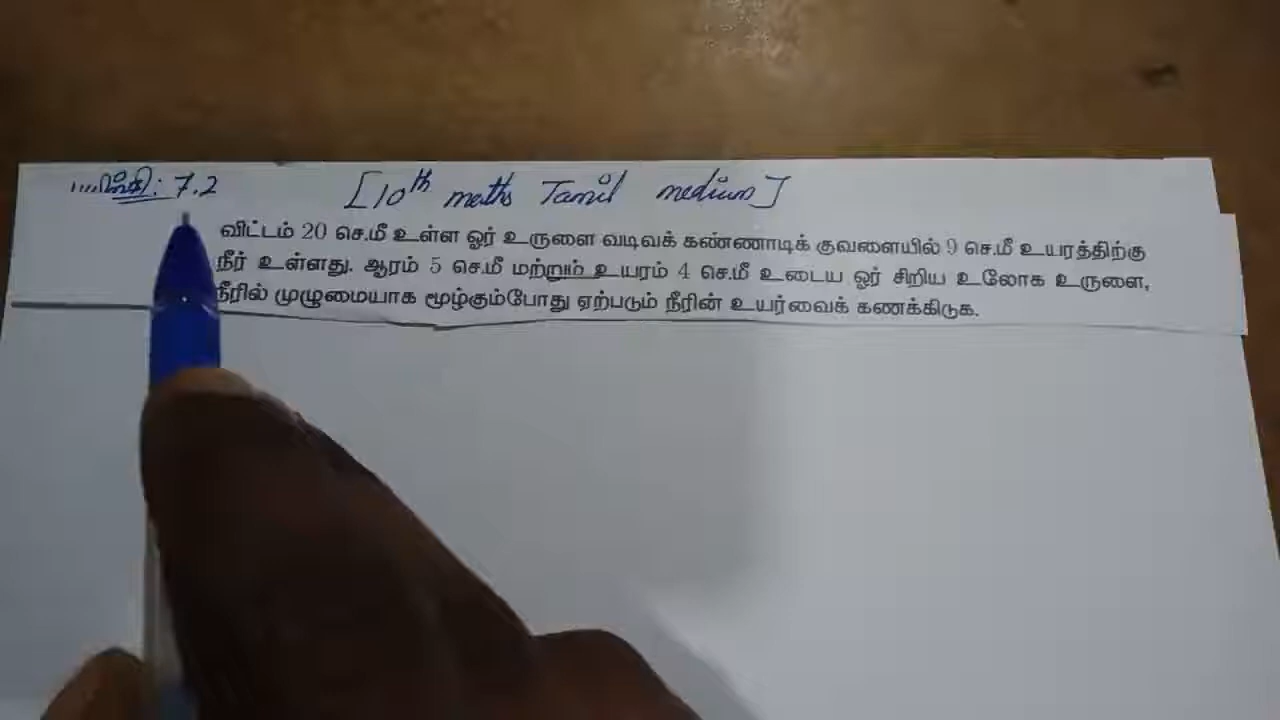 7.2 [10th maths Tamil medium]
விட்டம் 20 செ.மீ உள்ள ஓர் உருளை வடிவக் கண்ணாடிக் குவளையில் 9 செ.மீ உயரத்திற்கு
நீர் உள்ளது. ஆரம் 5 செ.மீ மற்றும் உயரம் 4 செ.மீ உடைய ஓர் சிறிய உலோக உருளை,
நீரில் முழுமையாக மூழ்கும்போது ஏற்படும் நீரின் உயர்வைக் கணக்கிடுக.